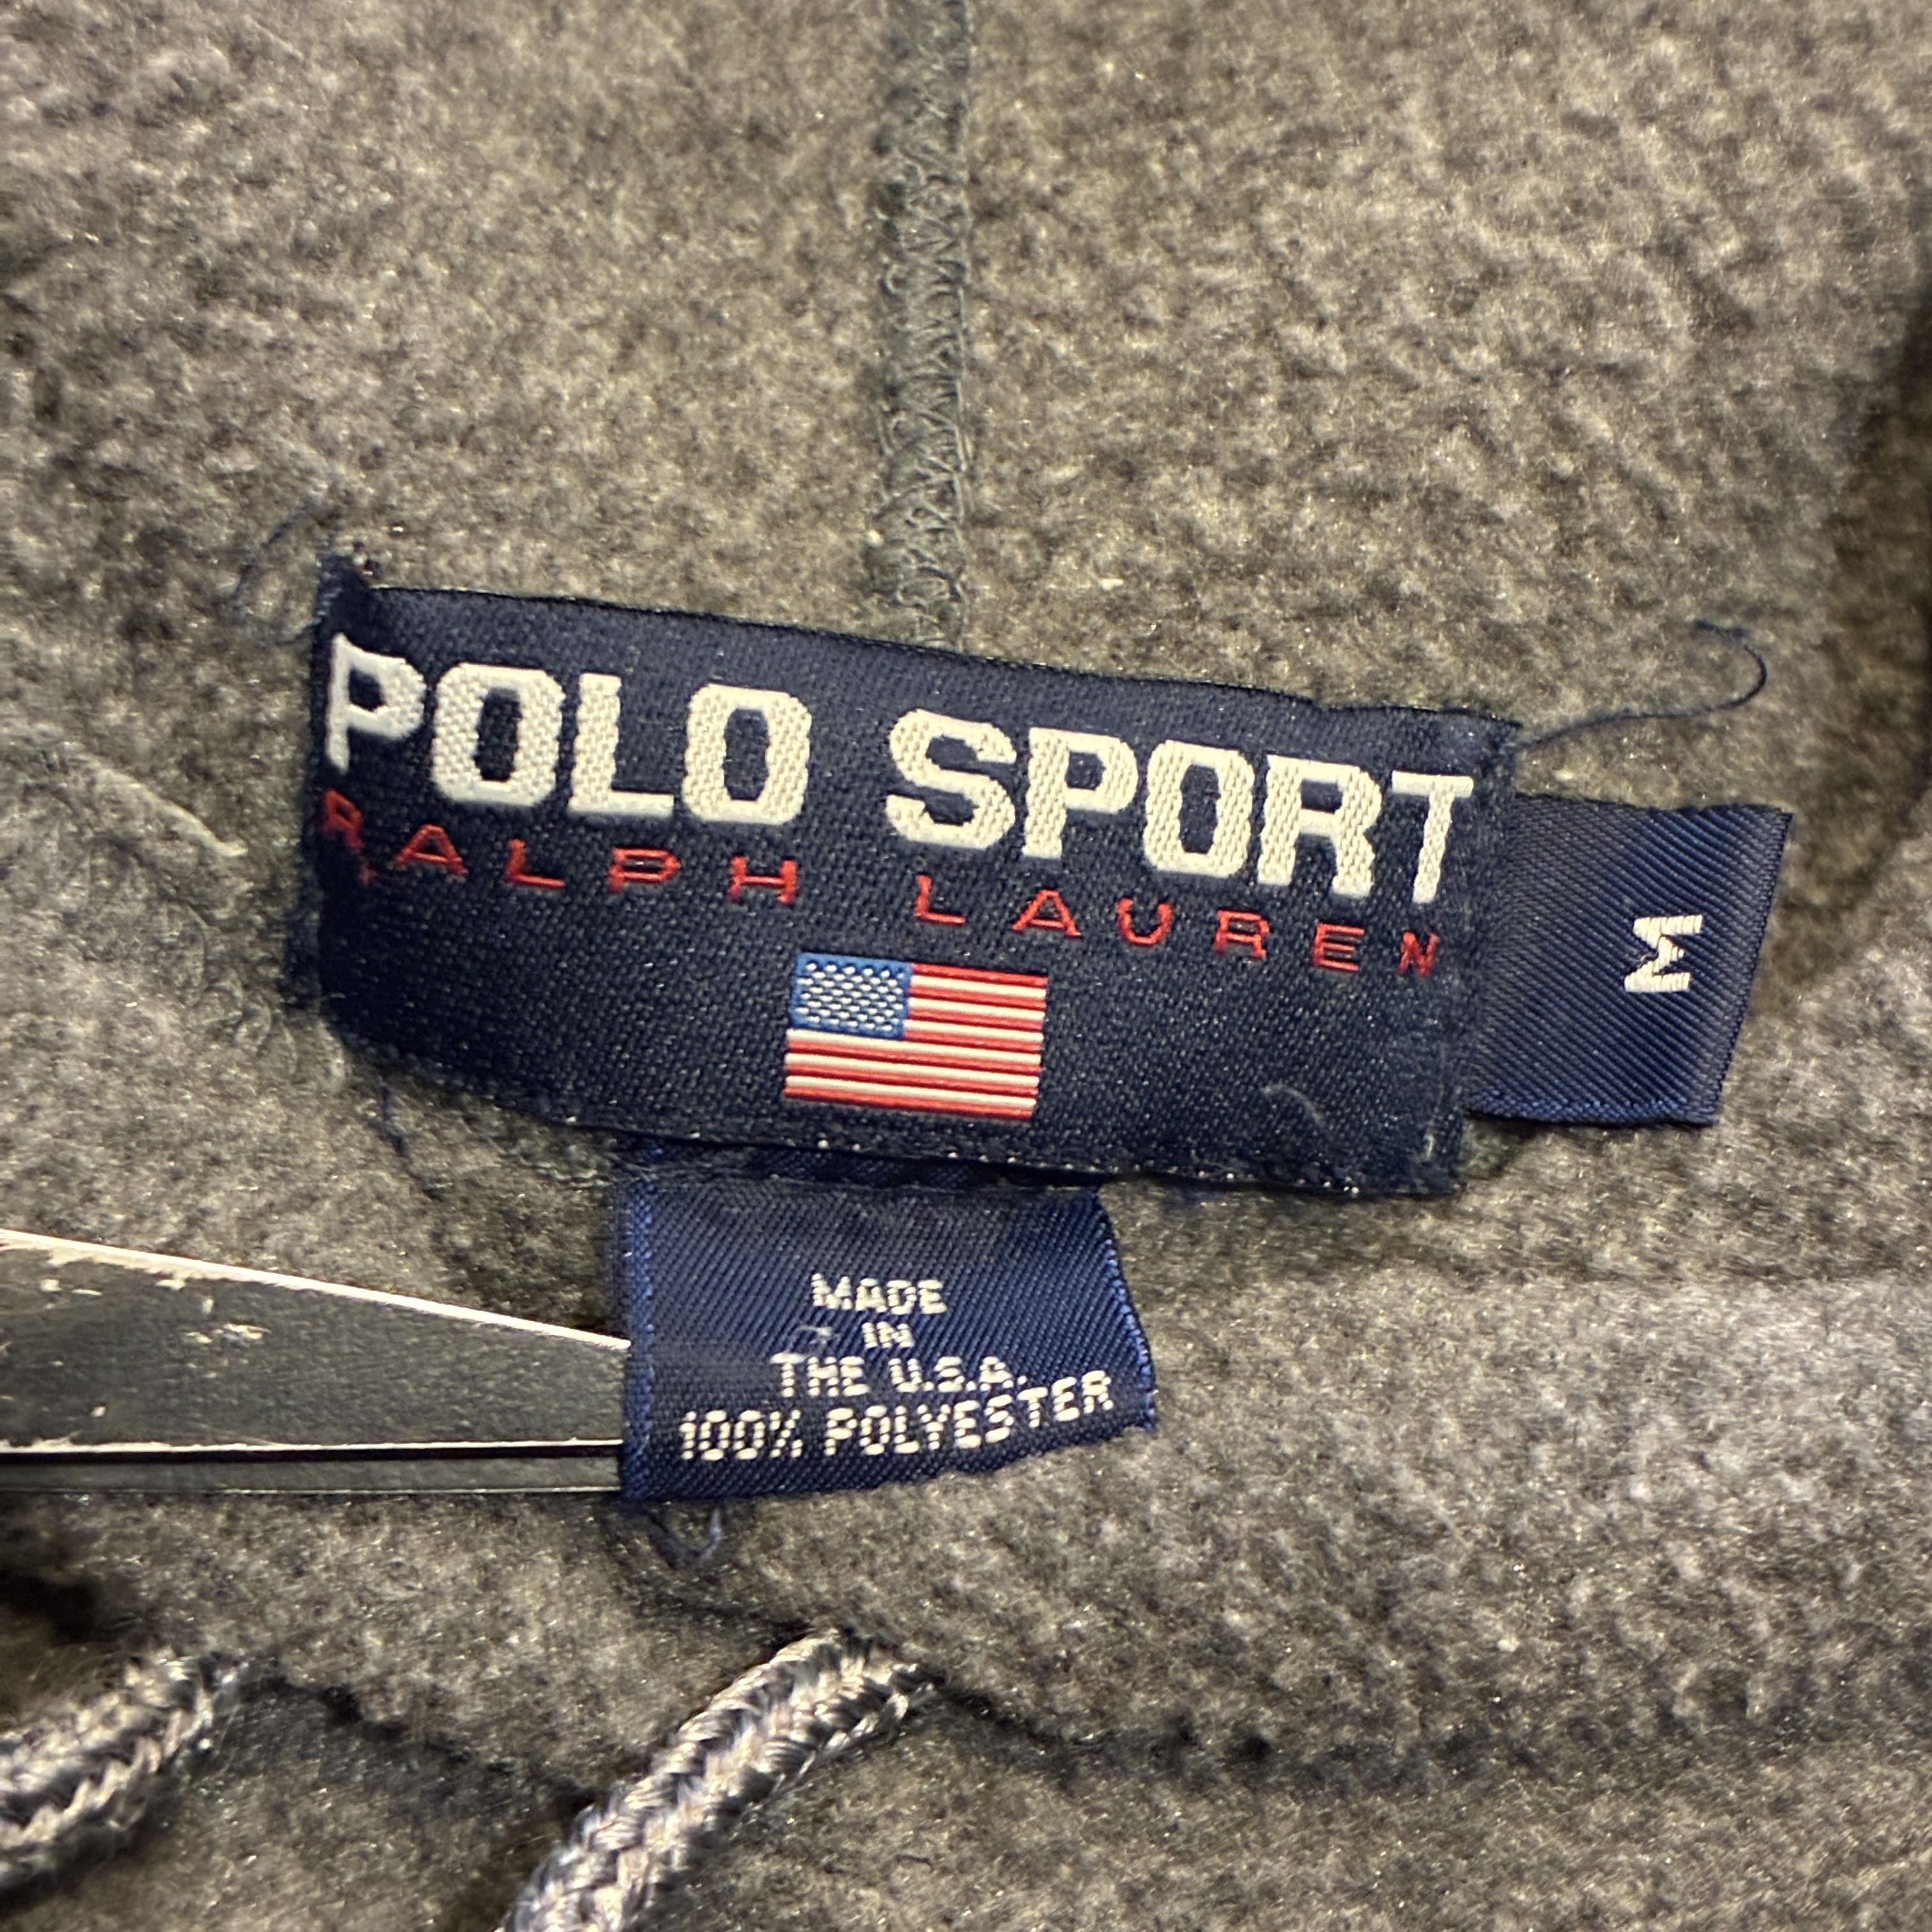 POLO SPORT
RALPH LAUREN
M
MADE
IN
THE U.S.A.
100% POLYESTER